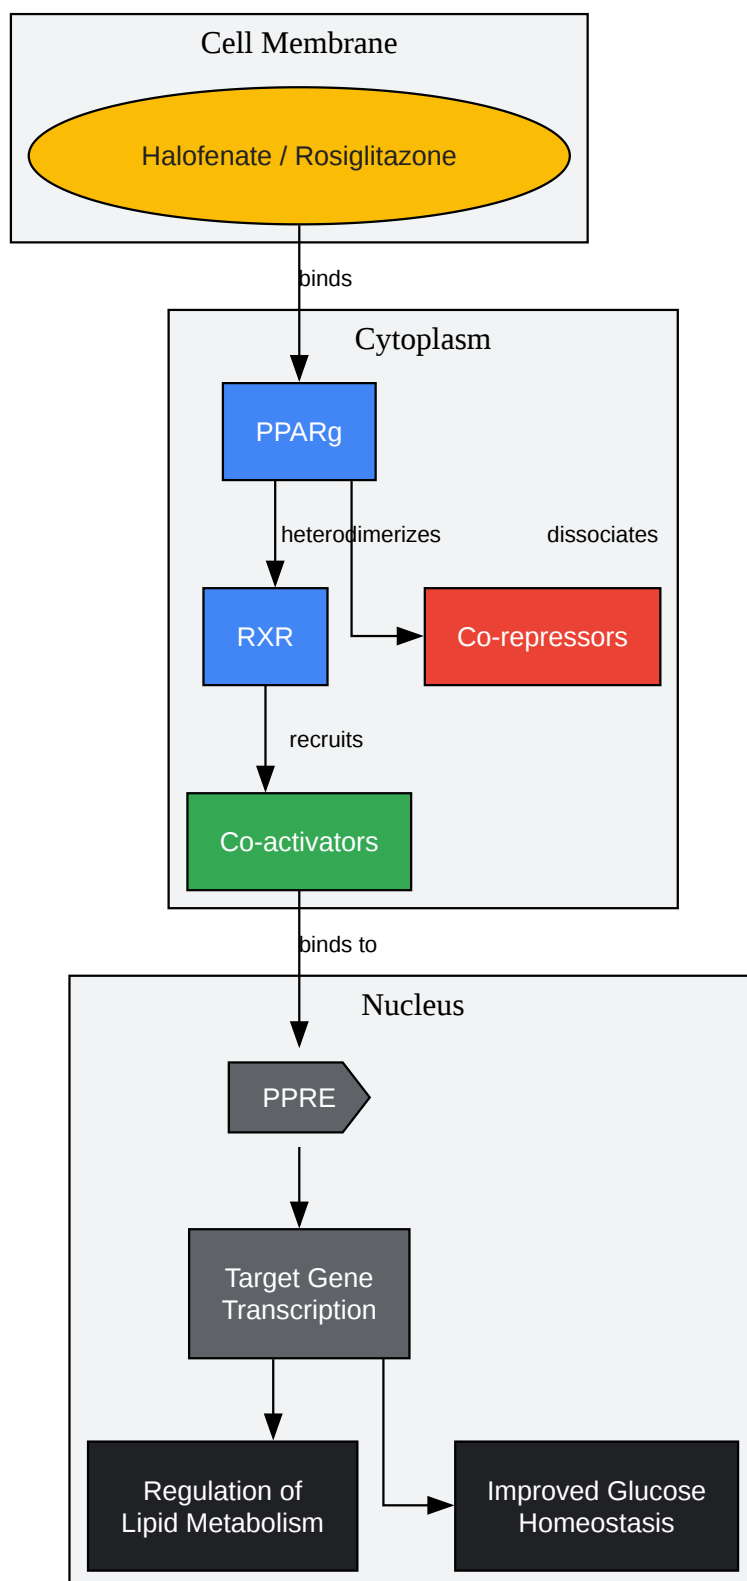 Cell Membrane
Halofenate / Rosiglitazone
binds
Cytoplasm
PPARg
heterodimerizes
dissociates
RXR
Co-repressors
recruits
Co-activators
binds to
Nucleus
PPRE
Target Gene
Transcription
Regulation of
Lipid Metabolism
Improved Glucose
Homeostasis